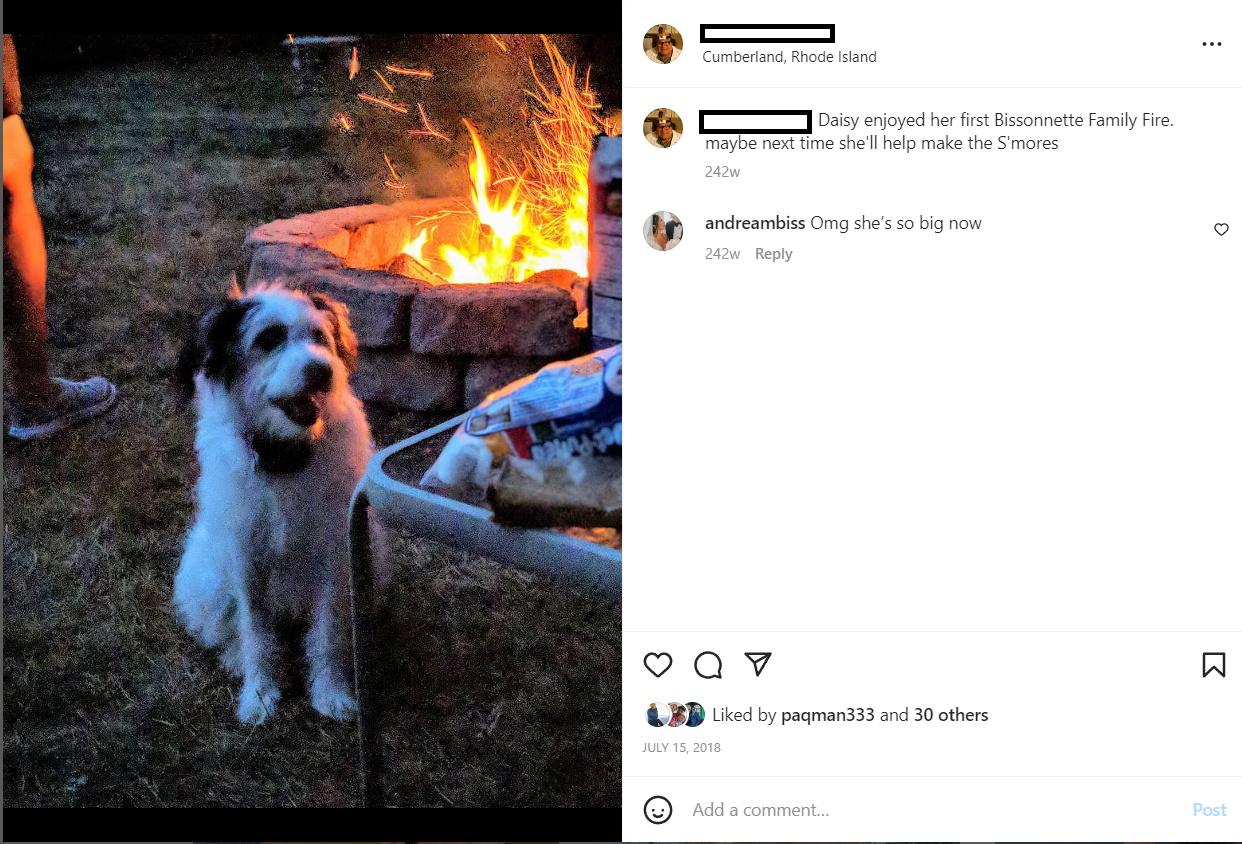 Cumberland, Rhode Island
Daisy enjoyed her first Bissonnette Family Fire.
maybe next time she'll help make the S'mores
242w
andreambiss Omg she's so big now
242w Reply
Liked by paqman333 and 30 others
JULY 15, 2018
Add a comment... Post